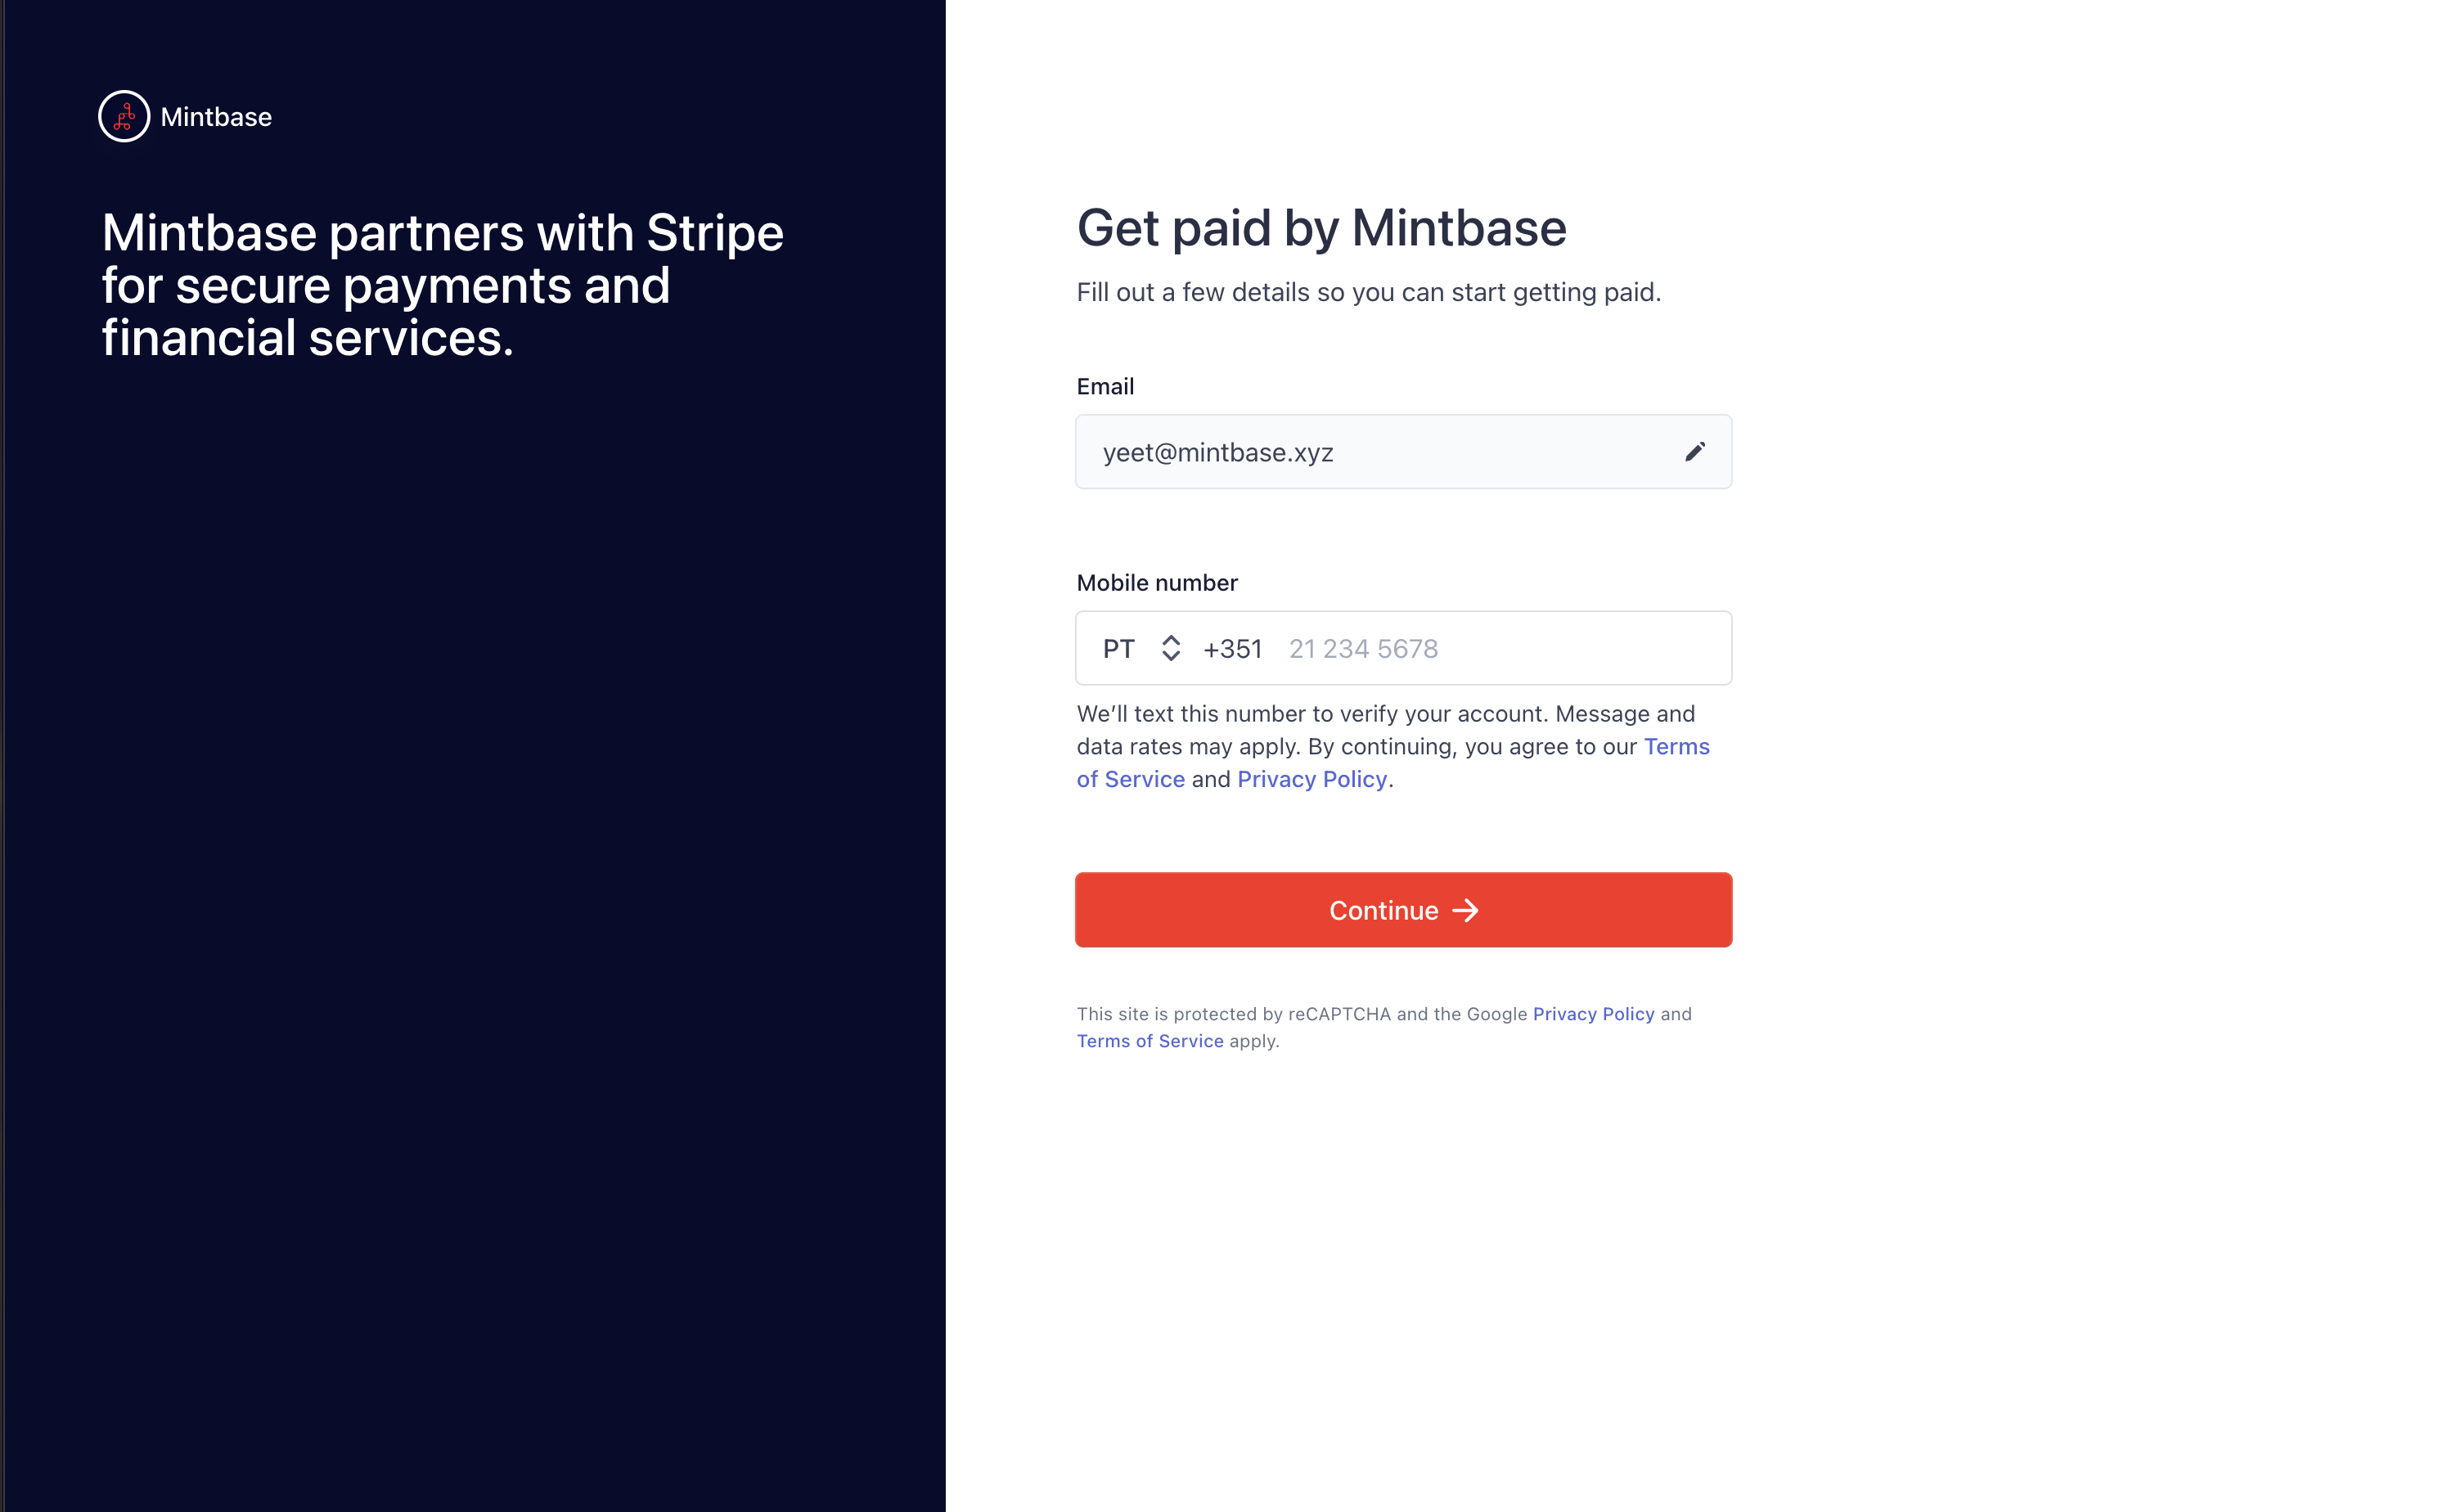 Mintbase
Mintbase partners with Stripe
for secure payments and
financial services.
Get paid by Mintbase
Fill out a few details so you can start getting paid.
Email
yeet@mintbase.xyz
Mobile number
PT +351 21 234 5678
We’ll text this number to verify your account. Message and
data rates may apply. By continuing, you agree to our Terms
of Service and Privacy Policy.
Continue →
This site is protected by reCAPTCHA and the Google Privacy Policy and
Terms of Service apply.